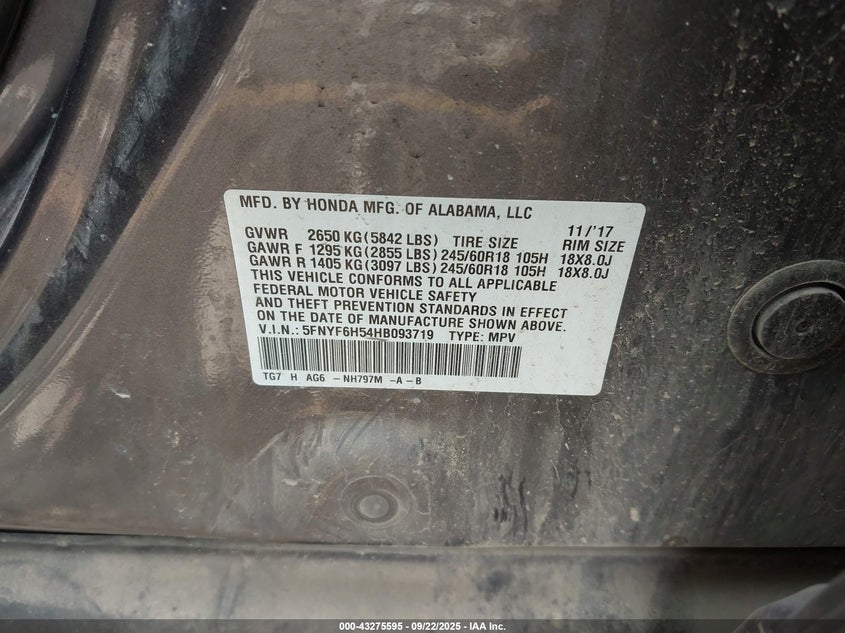 MFD. BY HONDA MFG. OF ALABAMA, LLC 11/'17
GVWR 2650 KG(5842 LBS) TIRE SIZE RIM SIZE
GAWR F 1295 KG(2855 LBS)245/60R18 105H 18X8.0J
GAWR R 1405 KG(3097 LBS)245/60R18 105H 18X8.0J
THIS VEHICLE CONFORMS TO ALL APPLICABLE
FEDERAL MOTOR VEHICLE SAFETY
AND THEFT PREVENTION STANDARDS IN EFFECT
ON THE DATE OF MANUFACTURE SHOWN ABOVE.
V.I.N.: 5FNYF6H54HB093719 TYPE: MPV
TG7 H AG6 -NH797M -A-B
000-43275595 - 09/22/2025 - IAA Inc.